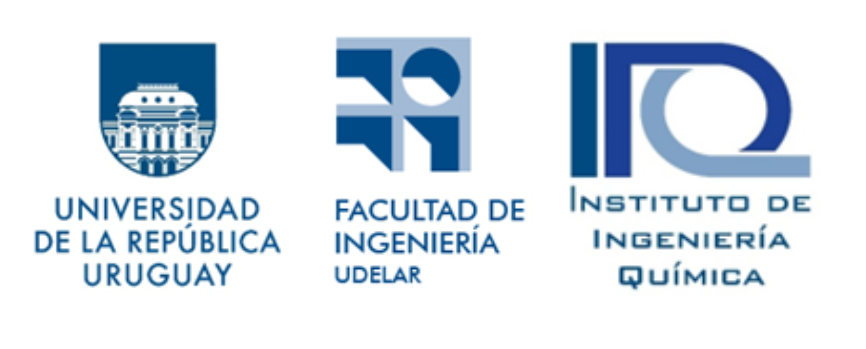 UNIVERSIDAD
DE LA REPÚBLICA
URUGUAY
FACULTAD DE
INGENIERÍA
UDELAR
INSTITUTO DE
INGENIERÍA
QUÍMICA